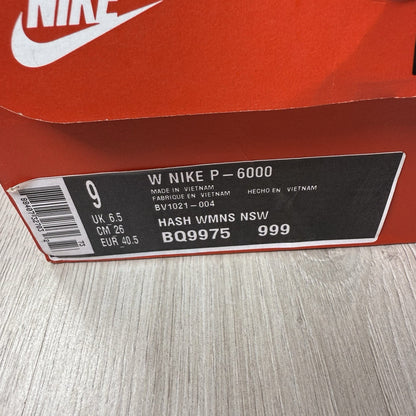 NIKE
9
UK 6.5
CM 26
EUR 40.5
W NIKE P-6000
MADE IN VIETNAM
FABRIQUE EN VIETNAM HECHO EN VIETNAM
BV1021-004
HASH WMNS NSW
BQ9975 999